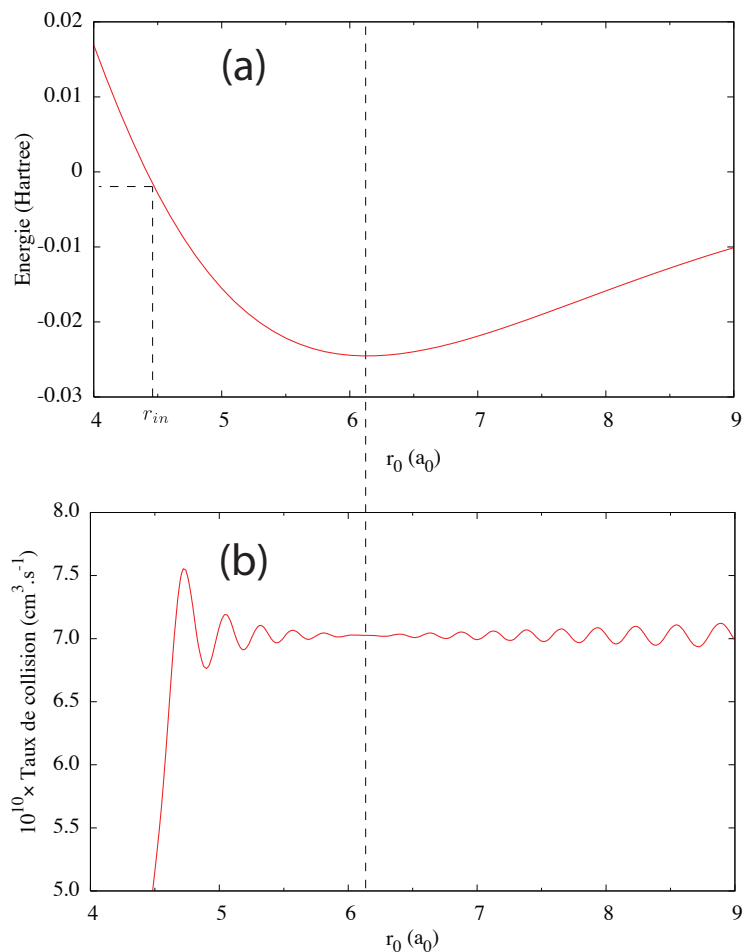 (a)
Energie (Hartree)
0.02
0.01
0
-0.01
-0.02
-0.03
4 5 6 7 8 9
r_in
r_0 (a_0)
(b)
10^10 × Taux de collision (cm^3.s^-1)
8.0
7.5
7.0
6.5
6.0
5.5
5.0
4 5 6 7 8 9
r_0 (a_0)